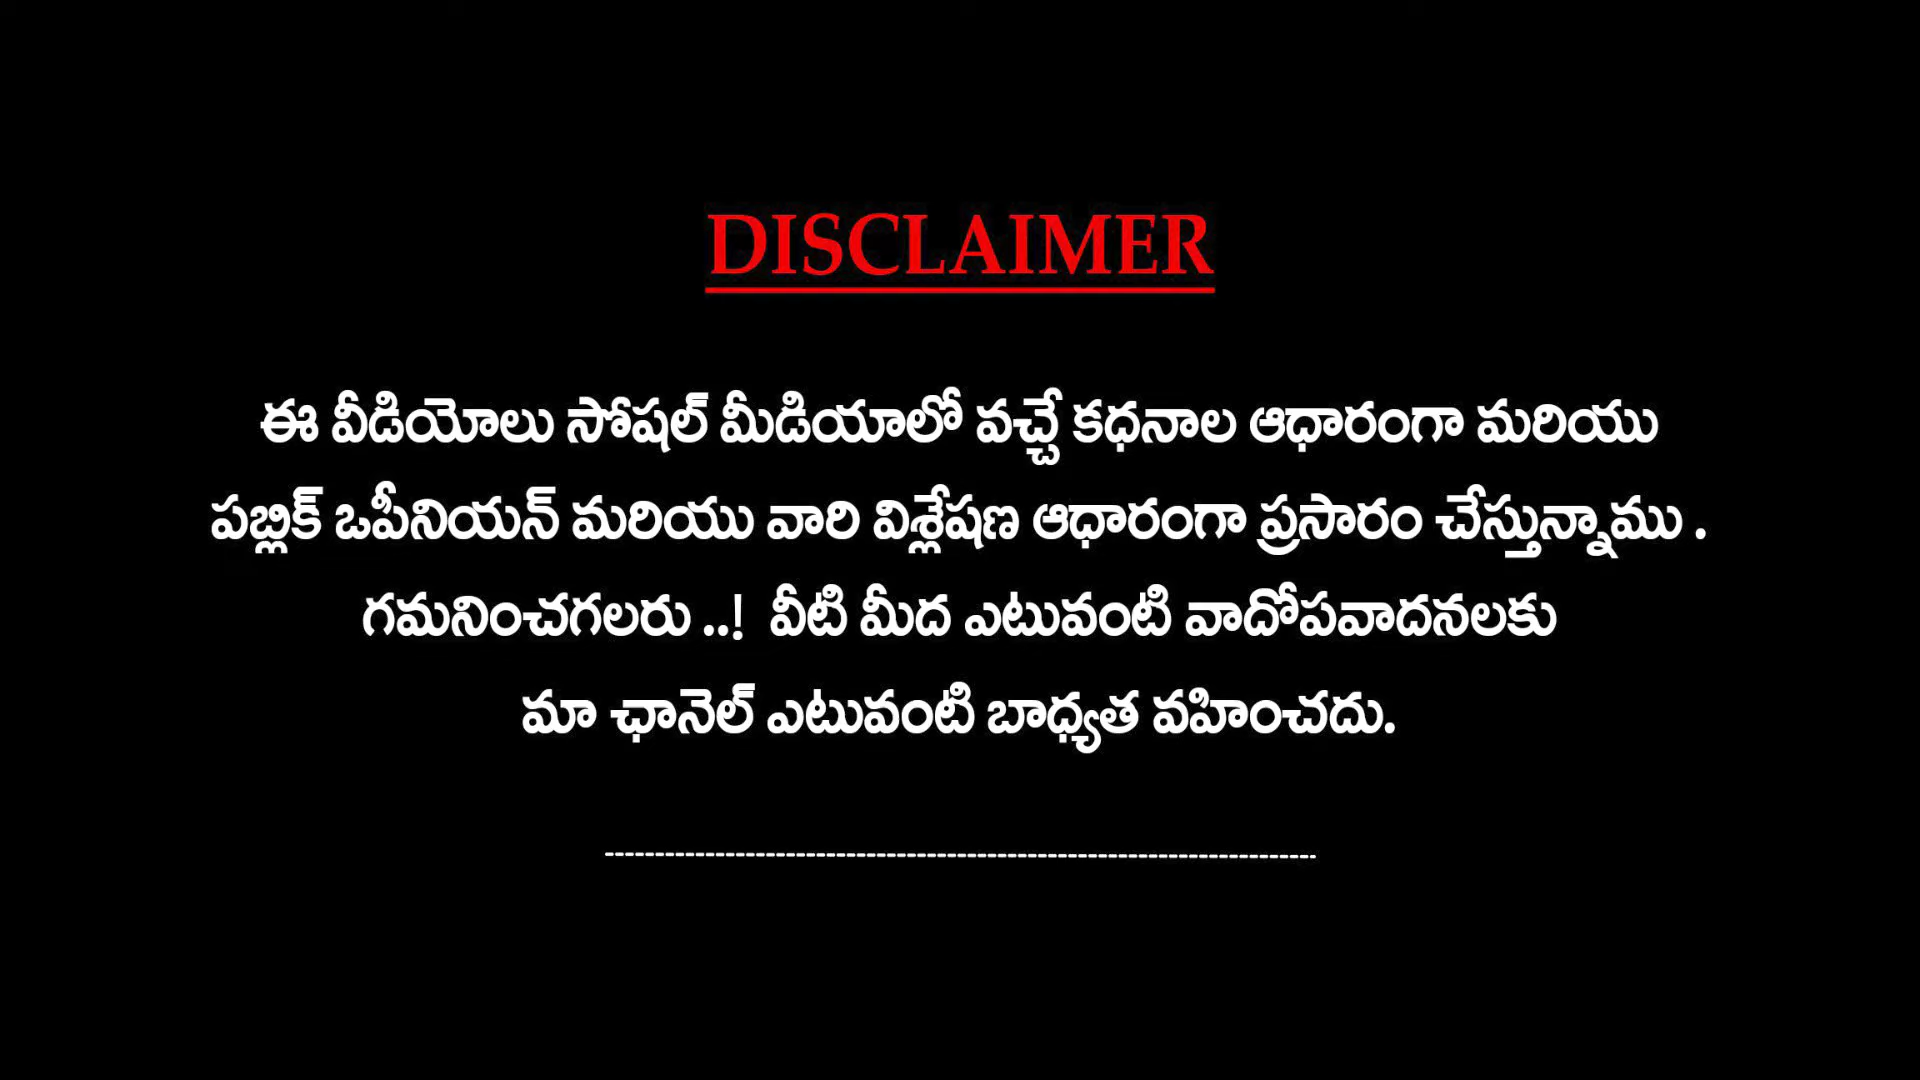 DISCLAIMER
ఈ వీడియోలు సోషల్ మీడియాలో వచ్చే కధనాల ఆధారంగా మరియు
పబ్లిక్ ఒపీనియన్ మరియు వారి విశ్లేషణ ఆధారంగా ప్రసారం చేస్తున్నాము .
గమనించగలరు ..! వీటి మీద ఎటువంటి వాదోపవాదనలకు
మా ఛానెల్ ఎటువంటి బాధ్యత వహించదు.